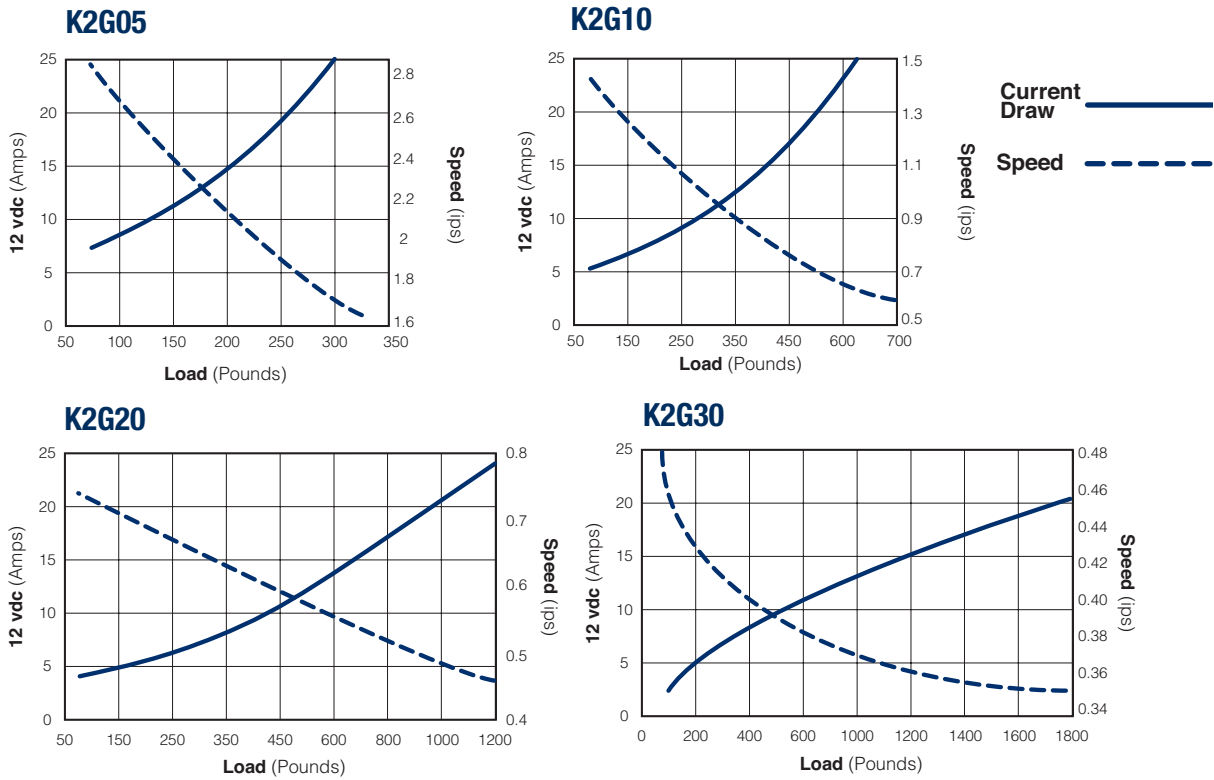 K2G05
25
20
15
10
5
0
12 vdc (Amps)
2.8
2.6
2.4
2.2
2
1.8
1.6
Speed (ips)
50 100 150 200 250 300 350
Load (Pounds)
K2G10
25
20
15
10
5
0
12 vdc (Amps)
1.5
1.3
1.1
0.9
0.7
0.5
Speed (ips)
50 150 250 350 450 600 700
Load (Pounds)
Current
Draw
Speed
K2G20
25
20
15
10
5
0
12 vdc (Amps)
0.8
0.7
0.6
0.5
0.4
Speed (ips)
50 150 250 350 450 600 800 1000 1200
Load (Pounds)
K2G30
25
20
15
10
5
0
12 vdc (Amps)
0.48
0.46
0.44
0.42
0.40
0.38
0.36
0.34
Speed (ips)
0 200 400 600 800 1000 1200 1400 1600 1800
Load (Pounds)